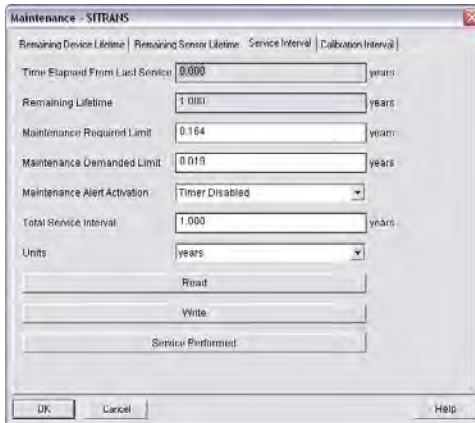 Maintenance - SITRANS
Remaining Device Lifetime | Remaining Sensor Lifetime | Service Interval | Calibration Interval
Time Elapsed From Last Service 0.000 years
Remaining Lifetime 1.000 years
Maintenance Required Limit 0.164 years
Maintenance Demanded Limit 0.019 years
Maintenance Alert Activation Timer Disabled
Total Service Interval 1.000 years
Units years
Read
Write
Service Performed
OK Cancel Help